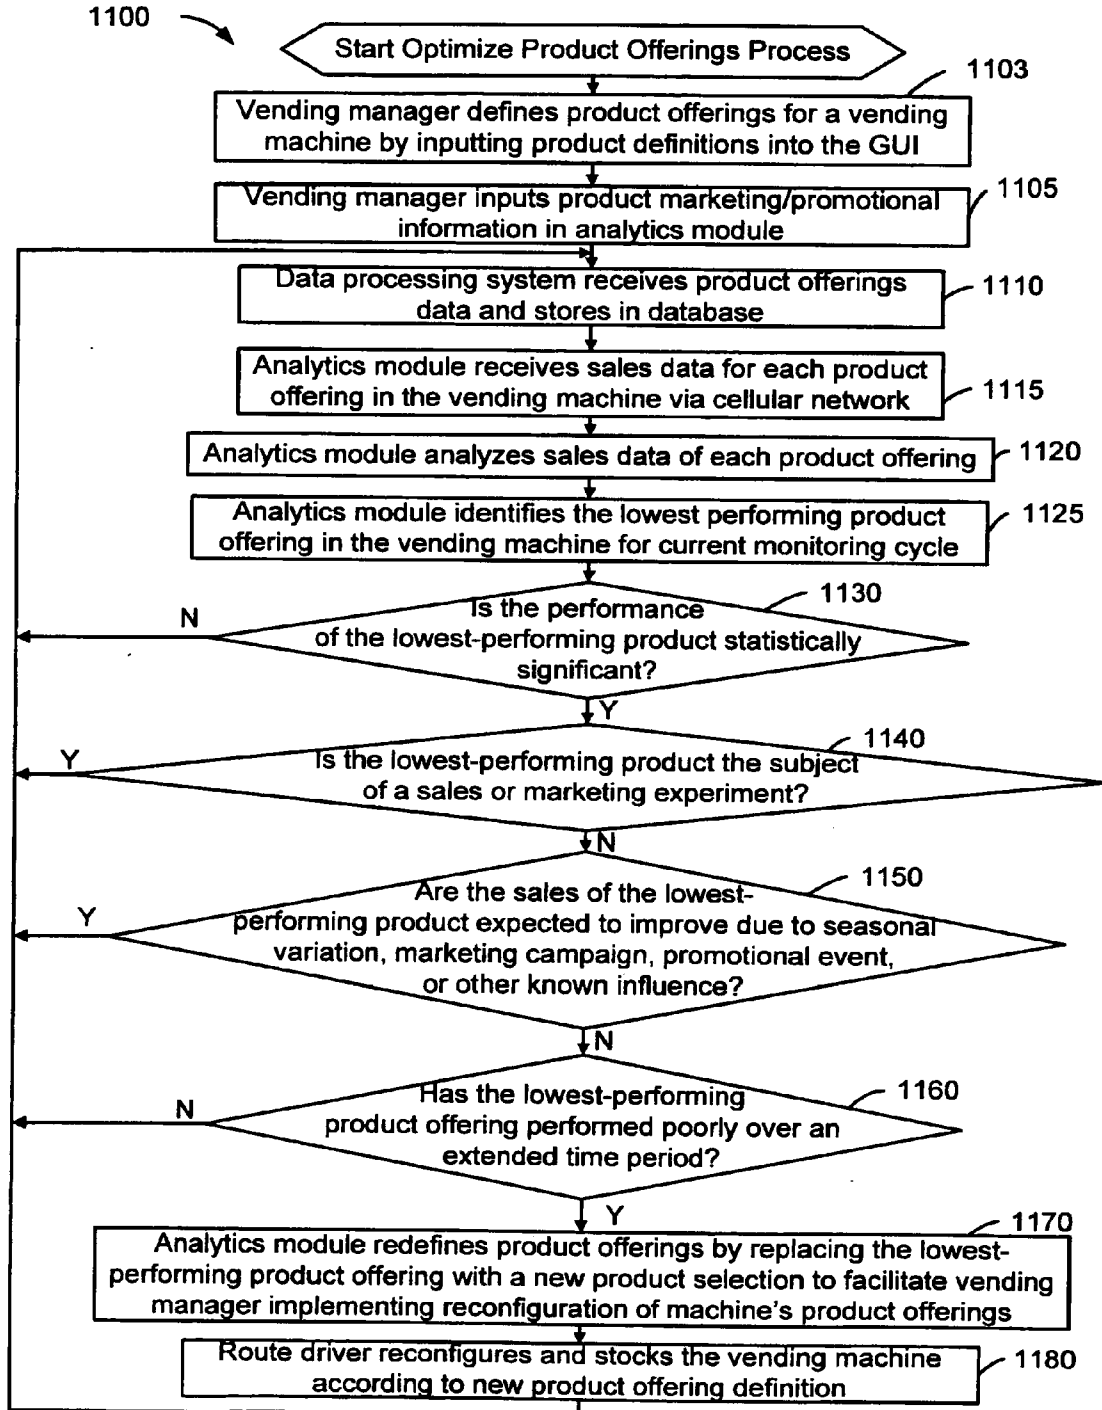 1100
Start Optimize Product Offerings Process
1103
Vending manager defines product offerings for a vending
machine by inputting product definitions into the GUI
1105
Vending manager inputs product marketing/promotional
information in analytics module
1110
Data processing system receives product offerings
data and stores in database
1115
Analytics module receives sales data for each product
offering in the vending machine via cellular network
1120
Analytics module analyzes sales data of each product offering
1125
Analytics module identifies the lowest performing product
offering in the vending machine for current monitoring cycle
1130
N
Is the performance
of the lowest-performing product statistically
significant?
Y
1140
Y
Is the lowest-performing product the subject
of a sales or marketing experiment?
N
1150
Y
Are the sales of the lowest-
performing product expected to improve due to seasonal
variation, marketing campaign, promotional event,
or other known influence?
N
1160
N
Has the lowest-performing
product offering performed poorly over an
extended time period?
Y
1170
Analytics module redefines product offerings by replacing the lowest-
performing product offering with a new product selection to facilitate vending
manager implementing reconfiguration of machine's product offerings
1180
Route driver reconfigures and stocks the vending machine
according to new product offering definition